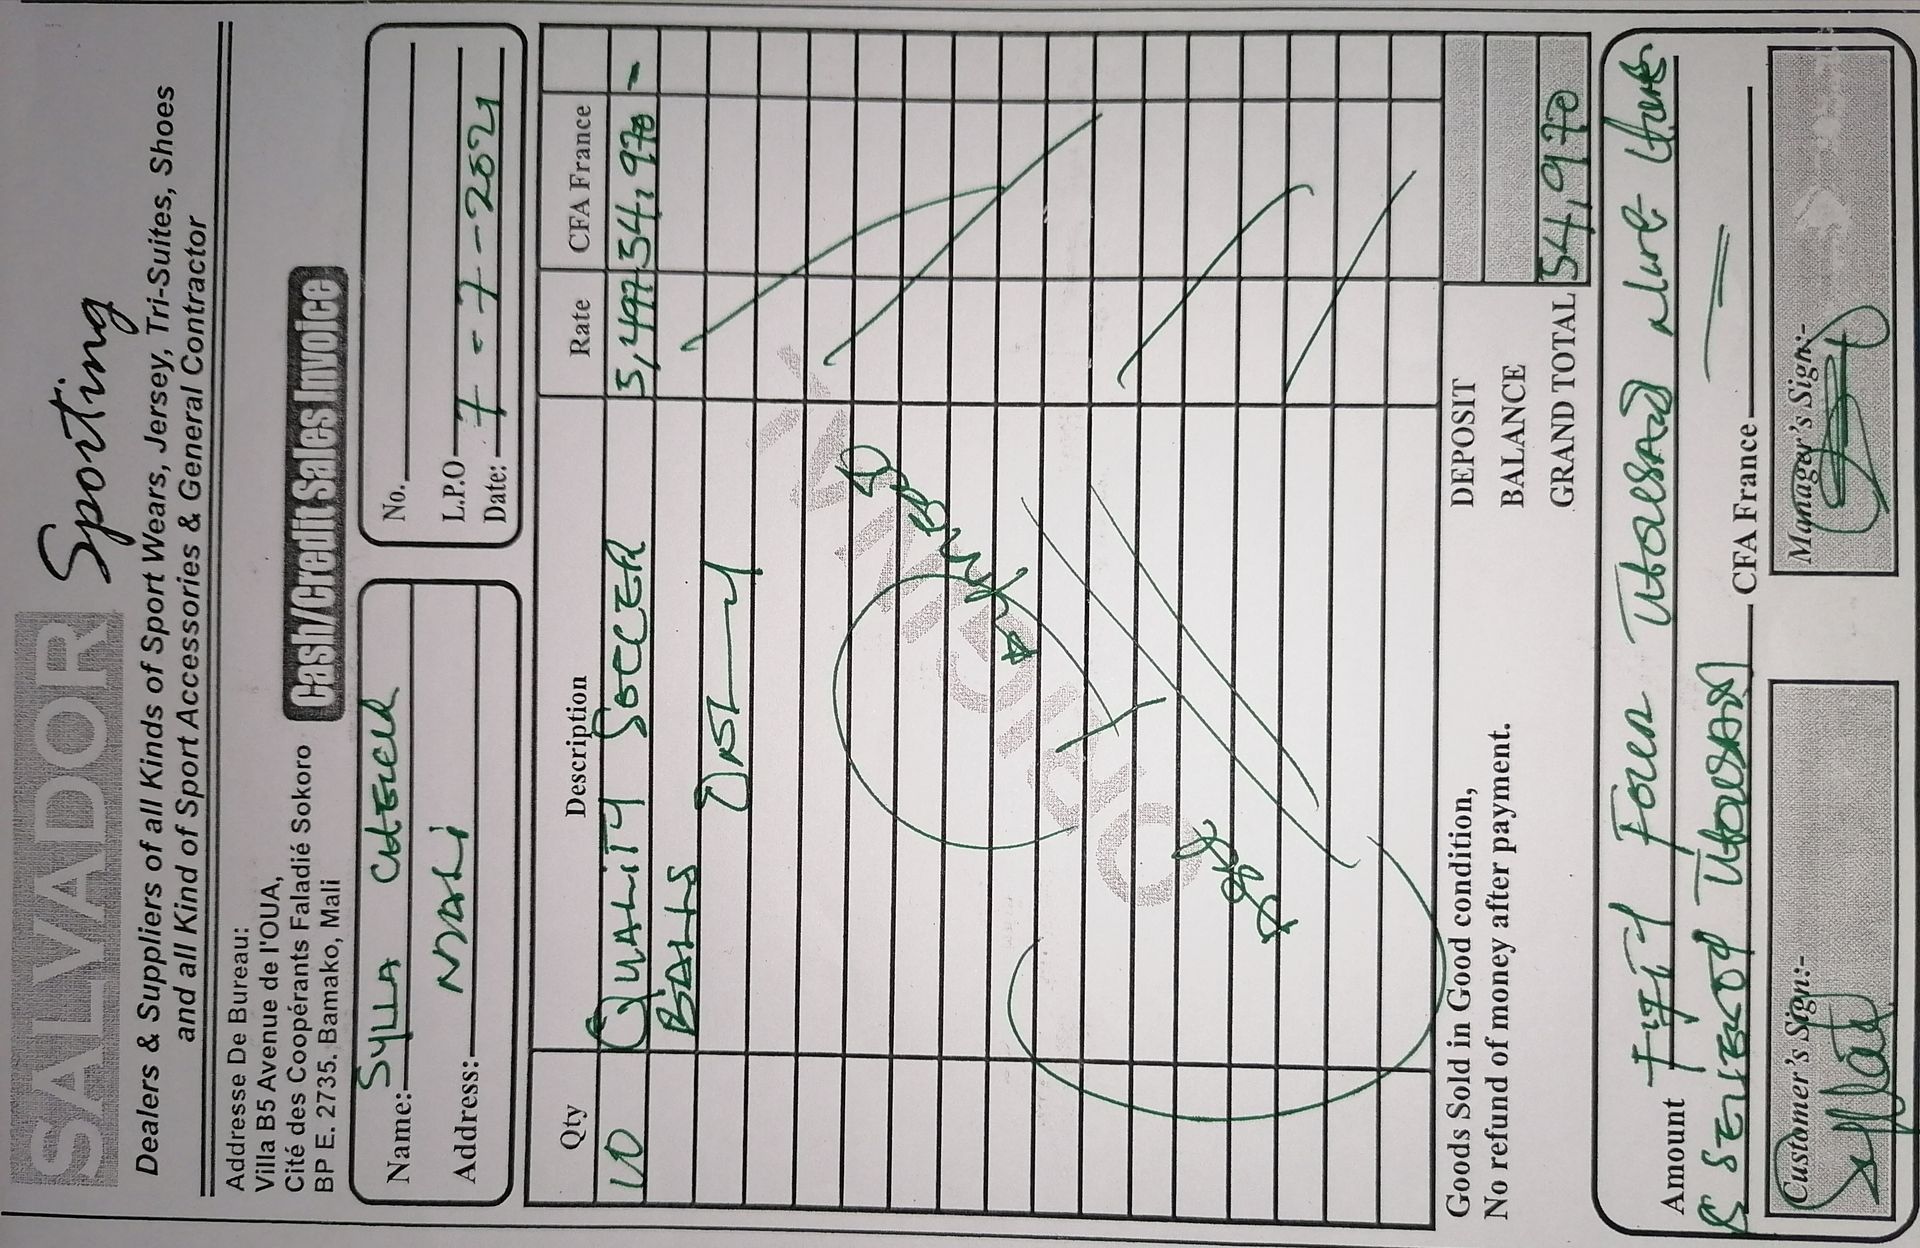 SALVADOR Sporting
Dealers & Suppliers of all Kinds of Sport Wears, Jersey, Tri-Suites, Shoes
and all Kind of Sport Accessories & General Contractor
Addresse De Bureau:
Villa B5 Avenue de l'OUA,
Cité des Coopérants Faladié Sokoro
BP E. 2735. Bamako, Mali
Cash/Credit Sales Invoice
Name: SYLLA
Address: MALI
No.
L.P.O
Date: 7-7-2021
Qty Description Rate CFA France
10 QUALITY SOCCER 5,497 54,970 -
BALLS
ONLY
Goods Sold in Good condition,
No refund of money after payment.
DEPOSIT
BALANCE
GRAND TOTAL 54,970
Amount FIFTY FOUR THOUSAND NINE HUND
& SEVENTY THOUSAND CFA France
Customer's Sign:-
Manager's Sign:-